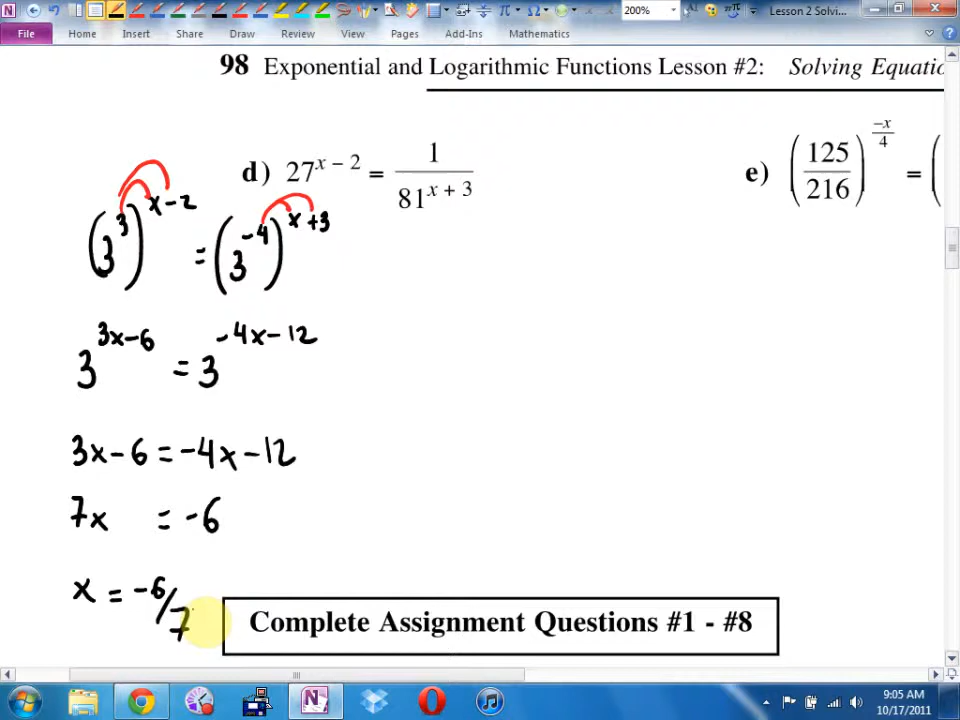 200% Lesson 2 Solvi...
File Home Insert Share Draw Review View Pages Add-Ins Mathematics
98 Exponential and Logarithmic Functions Lesson #2: Solving Equatio
d) 27^{x – 2} = 1/81^{x + 3}
e) (125/216)^{–x/4} = (
(3^3)^{x-2} = (3^{-4})^{x+3}
3^{3x-6} = 3^{-4x-12}
3x-6 = -4x-12
7x = -6
x = -6/7
Complete Assignment Questions #1 - #8
9:05 AM
10/17/2011